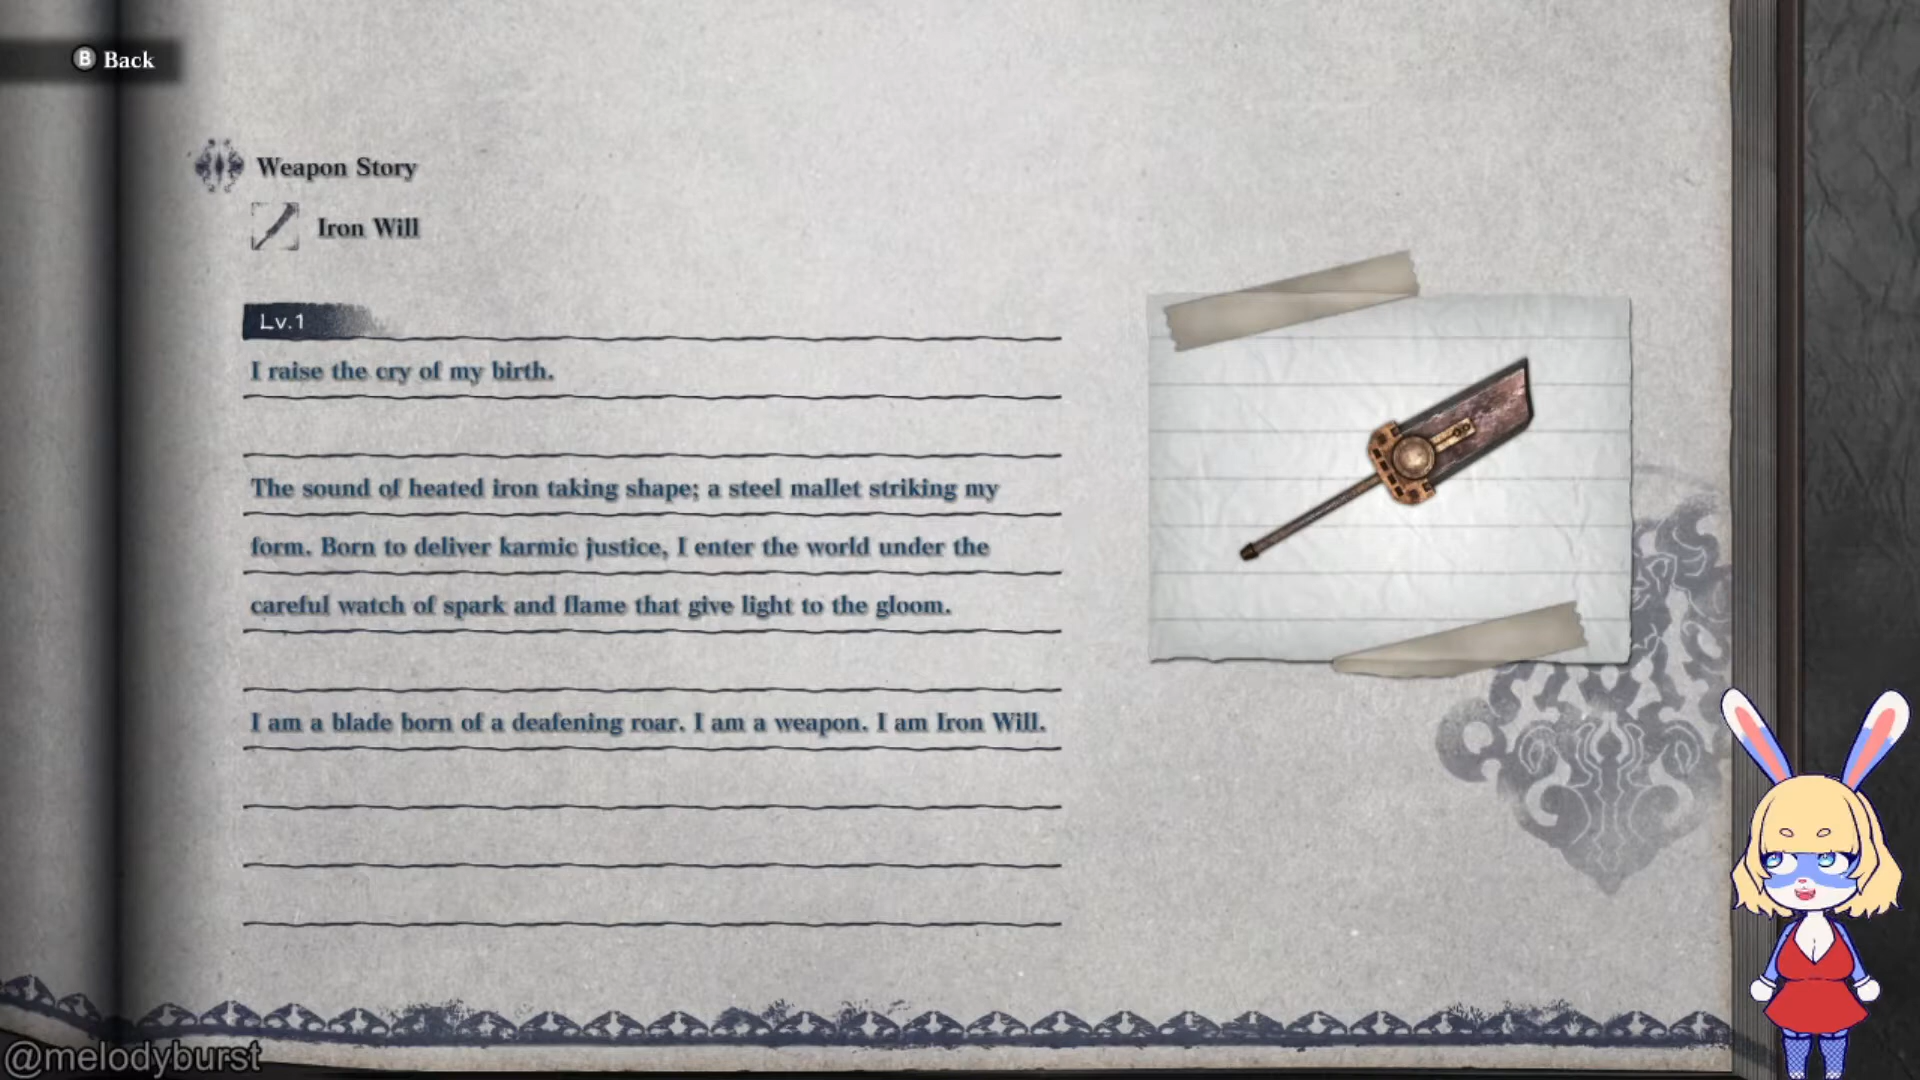 B Back
Weapon Story
Iron Will
Lv.1
I raise the cry of my birth.
The sound of heated iron taking shape; a steel mallet striking my
form. Born to deliver karmic justice, I enter the world under the
careful watch of spark and flame that give light to the gloom.
I am a blade born of a deafening roar. I am a weapon. I am Iron Will.
@melodyburst